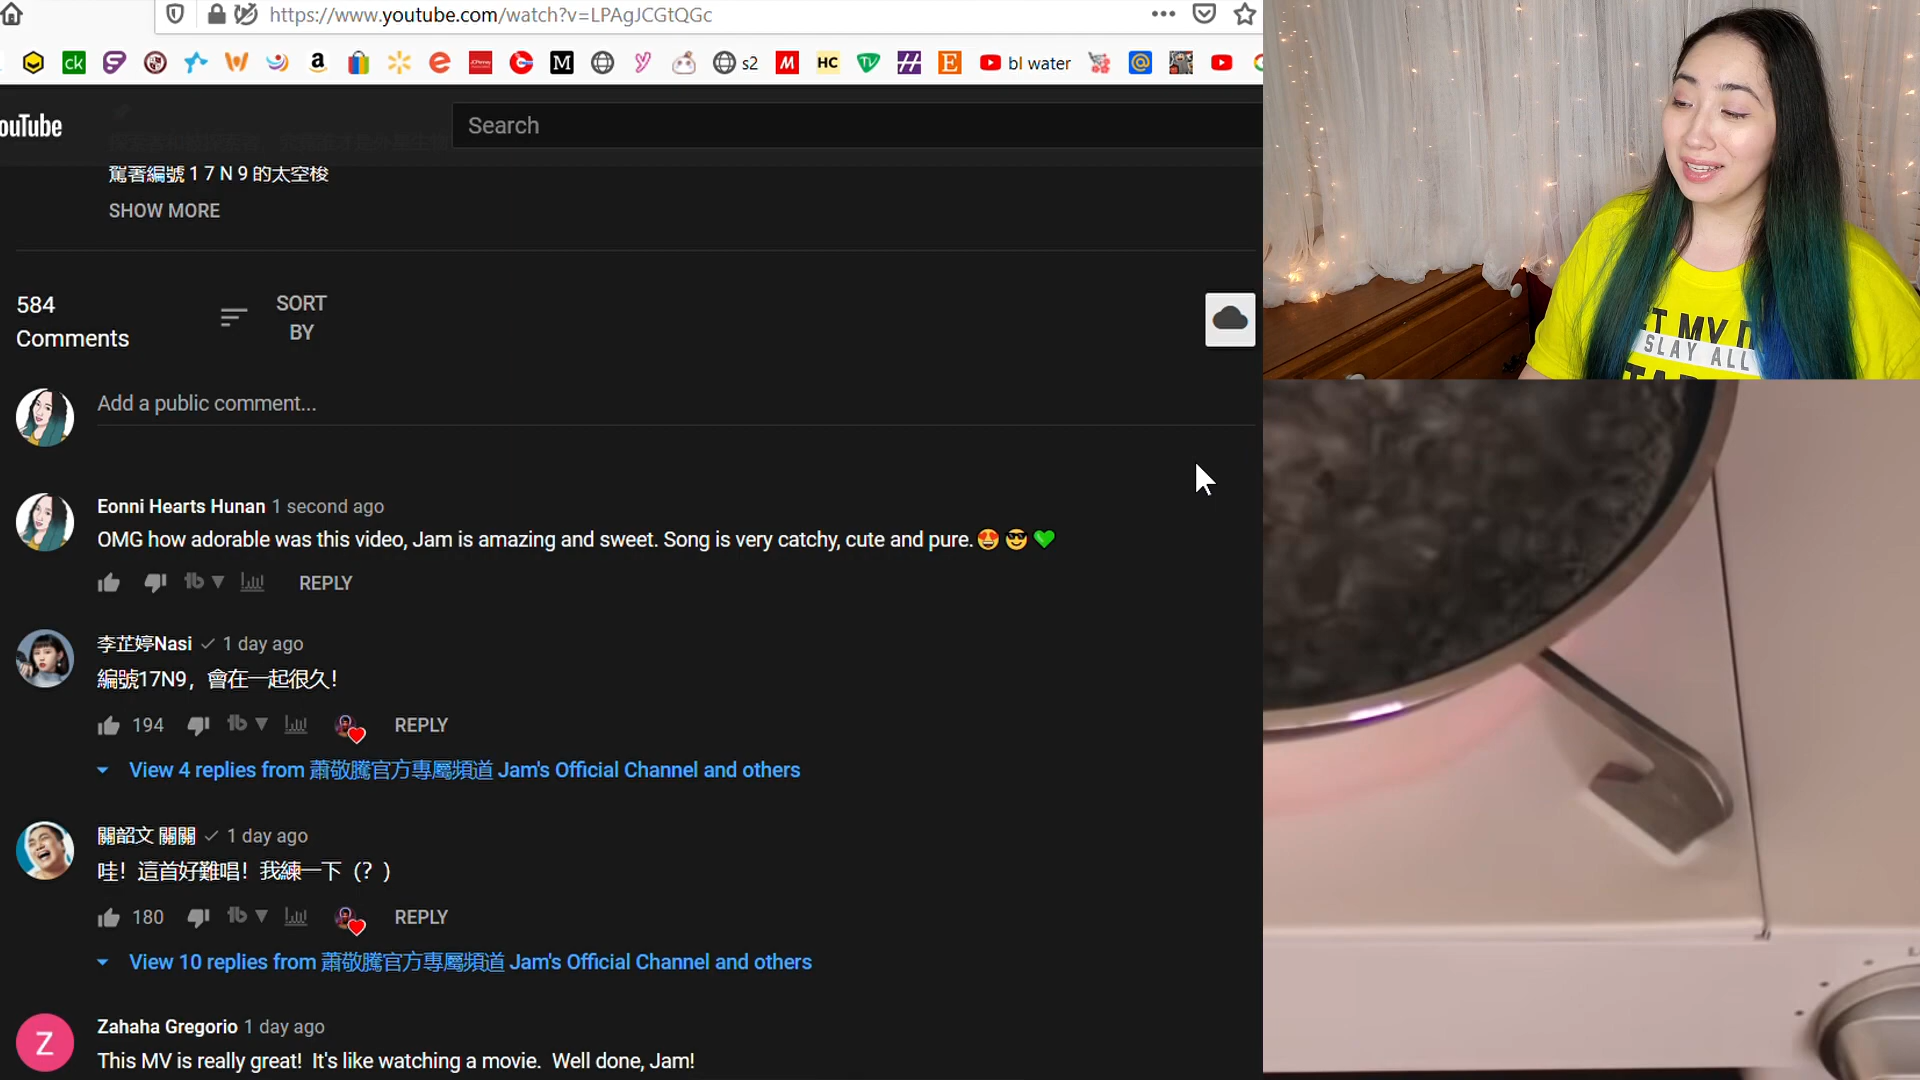 https://www.youtube.com/watch?v=LPAgJCGtQGc
ck
a
M
s2
HC
TV
E
bl water
ouTube
Search
駕著編號 1 7 N 9 的太空梭
SHOW MORE
584
Comments
SORT
BY
Add a public comment...
Eonni Hearts Hunan 1 second ago
OMG how adorable was this video, Jam is amazing and sweet. Song is very catchy, cute and pure.😍😎💚
REPLY
李芷婷Nasi 1 day ago
編號17N9，會在一起很久！
194
REPLY
View 4 replies from 蕭敬騰官方專屬頻道 Jam's Official Channel and others
關韶文 關關 1 day ago
哇！這首好難唱！我練一下（？）
180
REPLY
View 10 replies from 蕭敬騰官方專屬頻道 Jam's Official Channel and others
Z
Zahaha Gregorio 1 day ago
This MV is really great! It's like watching a movie. Well done, Jam!
SLAY ALL